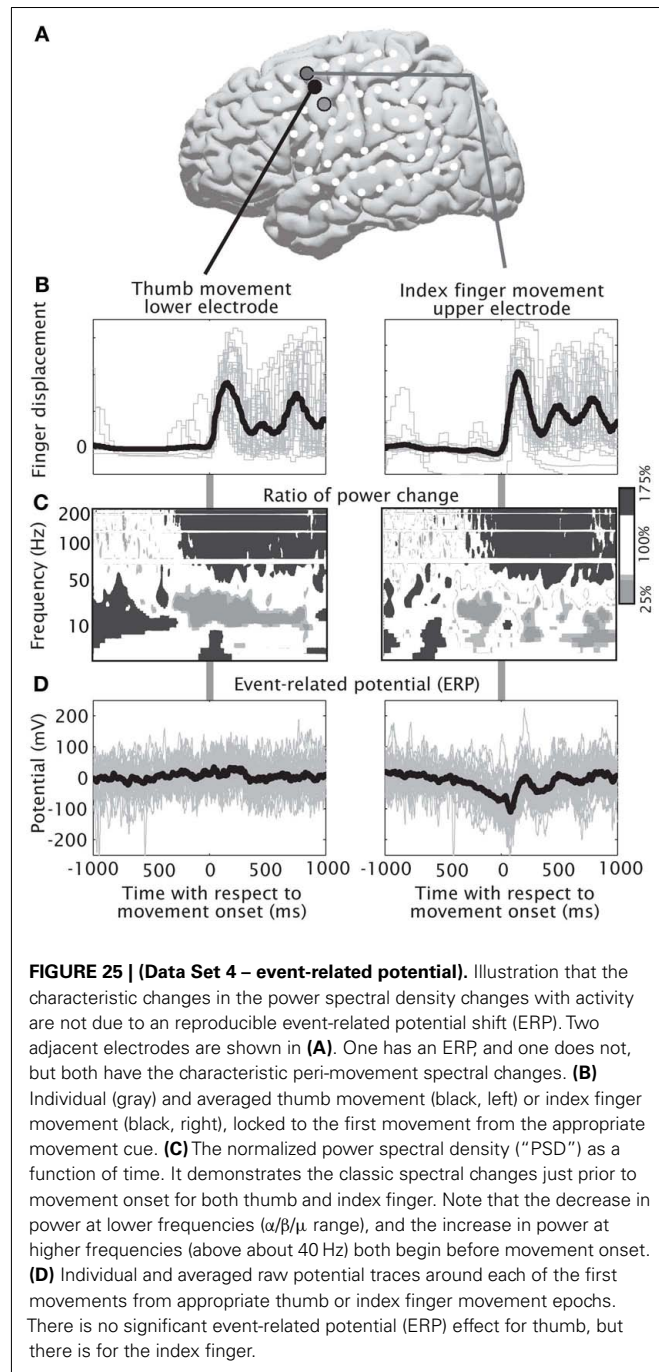 A
B
Thumb movement
lower electrode
Index finger movement
upper electrode
Finger displacement
0
C
Ratio of power change
175%
100%
25%
Frequency (Hz)
200
100
50
10
D
Event-related potential (ERP)
Potential (mV)
200
100
0
-100
-200
-1000 -500 0 500 1000
-1000 -500 0 500 1000
Time with respect to
movement onset (ms)
Time with respect to
movement onset (ms)
FIGURE 25 | (Data Set 4 – event-related potential). Illustration that the
characteristic changes in the power spectral density changes with activity
are not due to an reproducible event-related potential shift (ERP). Two
adjacent electrodes are shown in (A). One has an ERP, and one does not,
but both have the characteristic peri-movement spectral changes. (B)
Individual (gray) and averaged thumb movement (black, left) or index finger
movement (black, right), locked to the first movement from the appropriate
movement cue. (C) The normalized power spectral density (“PSD”) as a
function of time. It demonstrates the classic spectral changes just prior to
movement onset for both thumb and index finger. Note that the decrease in
power at lower frequencies (α/β/μ range), and the increase in power at
higher frequencies (above about 40 Hz) both begin before movement onset.
(D) Individual and averaged raw potential traces around each of the first
movements from appropriate thumb or index finger movement epochs.
There is no significant event-related potential (ERP) effect for thumb, but
there is for the index finger.